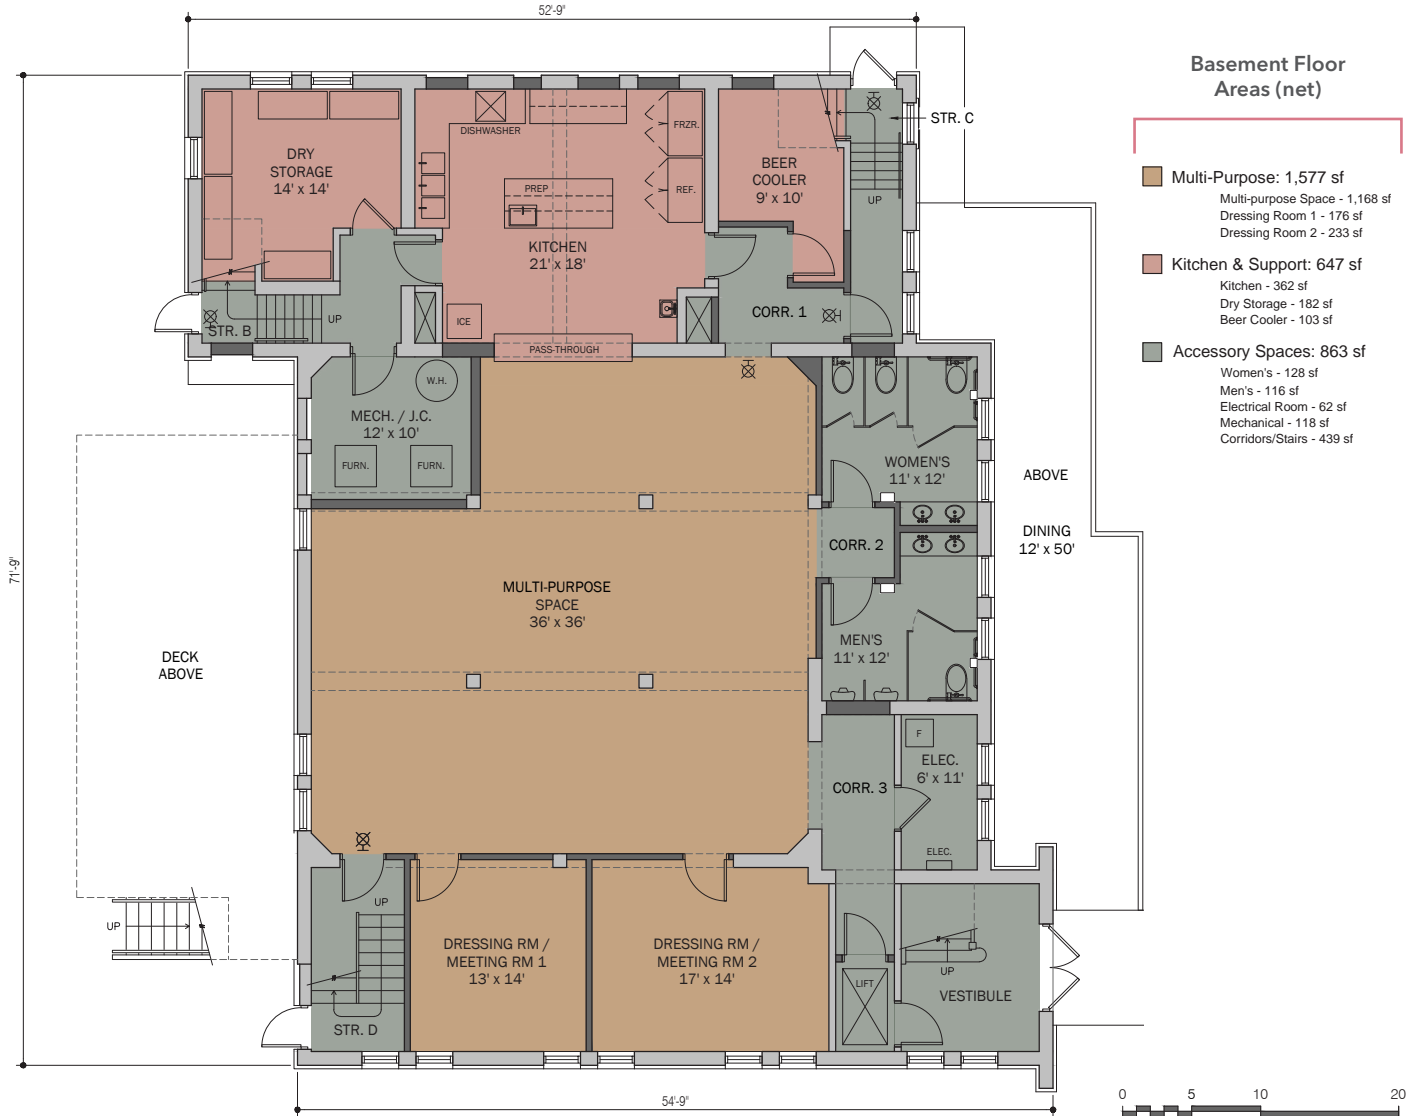 52'-9"
Basement Floor
Areas (net)
Multi-Purpose: 1,577 sf
Multi-purpose Space - 1,168 sf
Dressing Room 1 - 176 sf
Dressing Room 2 - 233 sf
Kitchen & Support: 647 sf
Kitchen - 362 sf
Dry Storage - 182 sf
Beer Cooler - 103 sf
Accessory Spaces: 863 sf
Women's - 128 sf
Men's - 116 sf
Electrical Room - 62 sf
Mechanical - 118 sf
Corridors/Stairs - 439 sf
DRY
STORAGE
14' x 14'
DISHWASHER
PREP
FRZR.
REF.
KITCHEN
21' x 18'
ICE
PASS-THROUGH
BEER
COOLER
9' x 10'
STR. C
UP
CORR. 1
UP
STR. B
MECH. / J.C.
12' x 10'
W.H.
FURN.
FURN.
WOMEN'S
11' x 12'
ABOVE
DINING
12' x 50'
CORR. 2
71'-9"
MULTI-PURPOSE
SPACE
36' x 36'
MEN'S
11' x 12'
DECK
ABOVE
F
ELEC.
6' x 11'
CORR. 3
ELEC.
UP
UP
DRESSING RM /
MEETING RM 1
13' x 14'
DRESSING RM /
MEETING RM 2
17' x 14'
LIFT
UP
VESTIBULE
STR. D
54'-9"
0 5 10 20